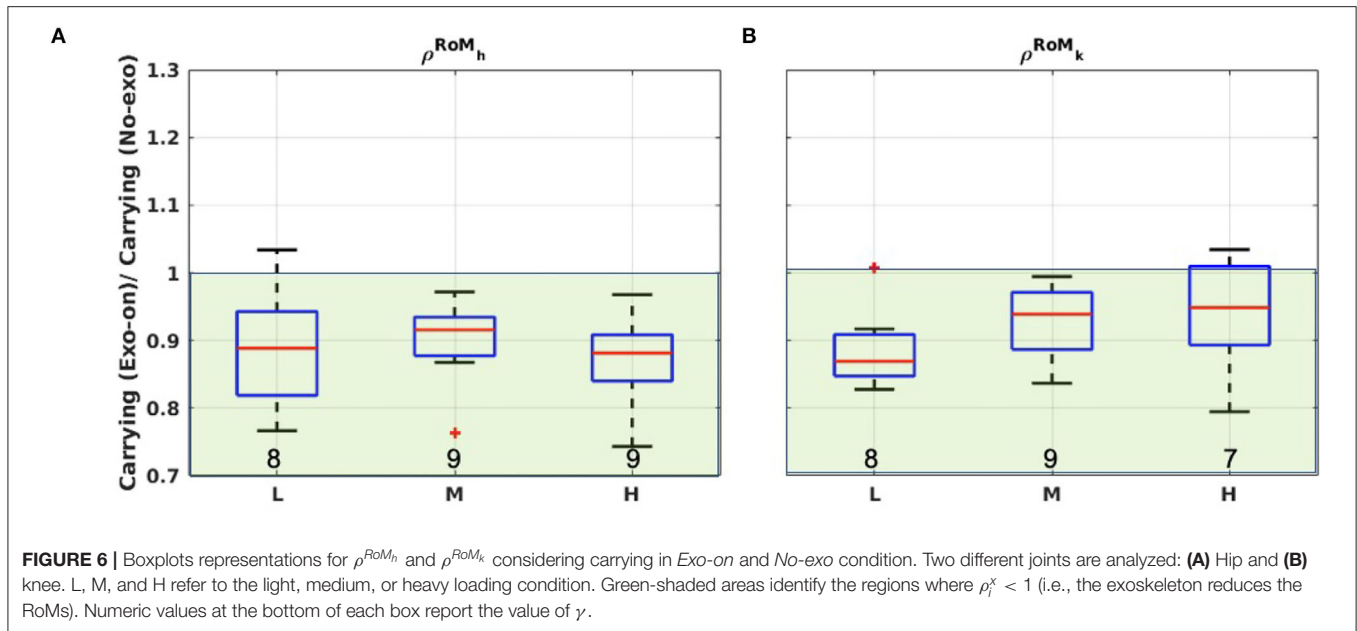 A
ρ^RoM_h
B
ρ^RoM_k
Carrying (Exo-on)/ Carrying (No-exo)
1.3
1.2
1.1
1
0.9
0.8
0.7
8
9
9
8
9
7
L
M
H
L
M
H
FIGURE 6 | Boxplots representations for ρ^RoM_h and ρ^RoM_k considering carrying in Exo-on and No-exo condition. Two different joints are analyzed: (A) Hip and (B)
knee. L, M, and H refer to the light, medium, or heavy loading condition. Green-shaded areas identify the regions where ρ_i^x < 1 (i.e., the exoskeleton reduces the
RoMs). Numeric values at the bottom of each box report the value of γ.